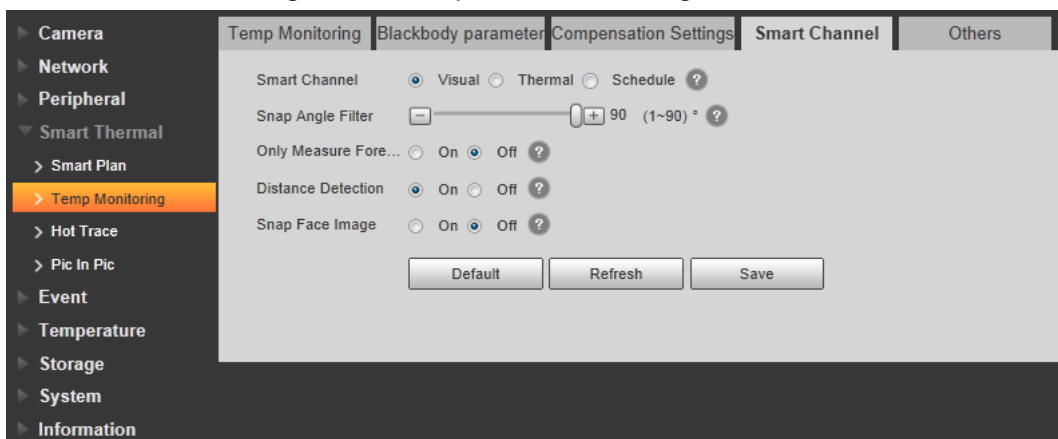 Camera
Network
Peripheral
Smart Thermal
Smart Plan
Temp Monitoring
Hot Trace
Pic In Pic
Event
Temperature
Storage
System
Information
Temp Monitoring Blackbody parameter Compensation Settings Smart Channel Others
Smart Channel Visual Thermal Schedule ?
Snap Angle Filter - + 90 (1~90) ° ?
Only Measure Fore... On Off ?
Distance Detection On Off ?
Snap Face Image On Off ?
Default Refresh Save